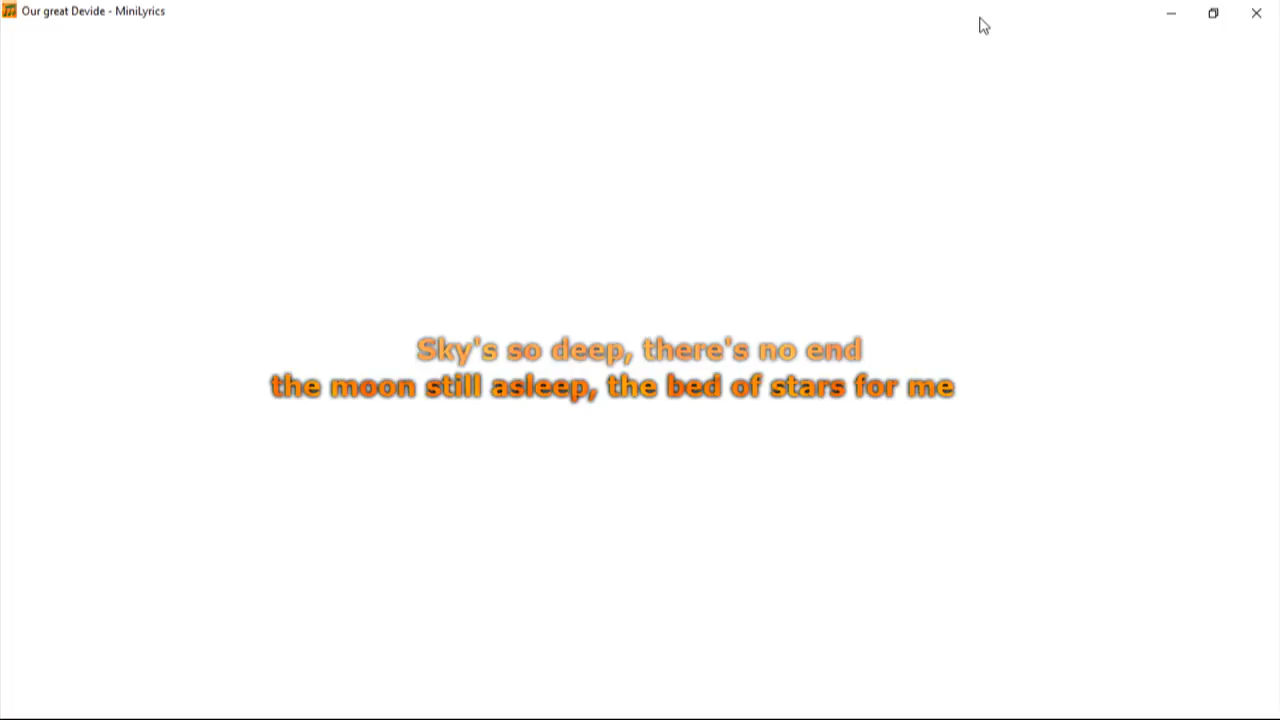 Our great Devide - MiniLyrics
Sky's so deep, there's no end
the moon still asleep, the bed of stars for me